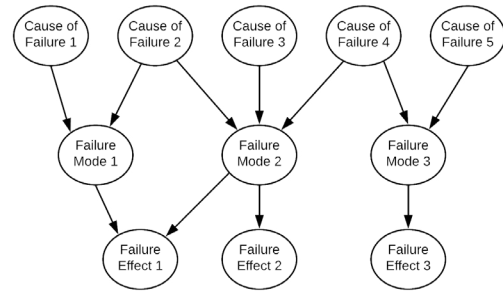 Cause of
Failure 1
Cause of
Failure 2
Cause of
Failure 3
Cause of
Failure 4
Cause of
Failure 5
Failure
Mode 1
Failure
Mode 2
Failure
Mode 3
Failure
Effect 1
Failure
Effect 2
Failure
Effect 3